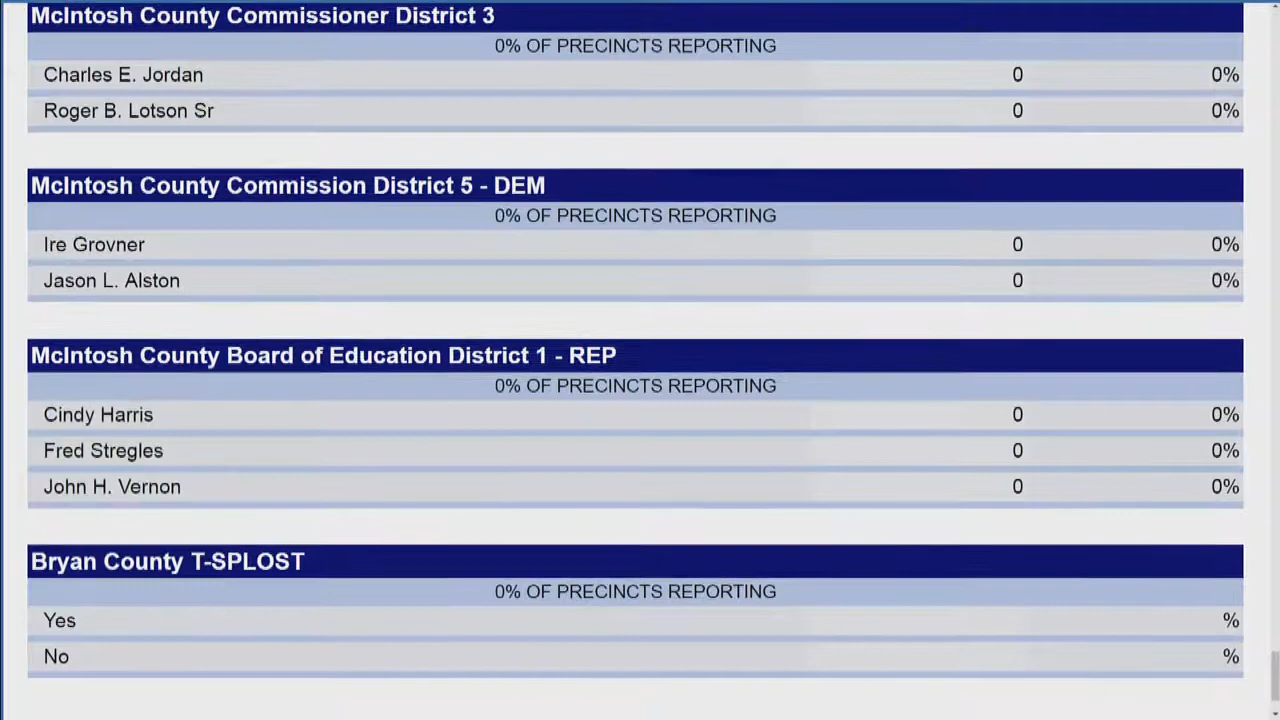 McIntosh County Commissioner District 3
0% OF PRECINCTS REPORTING
Charles E. Jordan 0 0%
Roger B. Lotson Sr 0 0%
McIntosh County Commission District 5 - DEM
0% OF PRECINCTS REPORTING
Ire Grovner 0 0%
Jason L. Alston 0 0%
McIntosh County Board of Education District 1 - REP
0% OF PRECINCTS REPORTING
Cindy Harris 0 0%
Fred Stregles 0 0%
John H. Vernon 0 0%
Bryan County T-SPLOST
0% OF PRECINCTS REPORTING
Yes %
No %